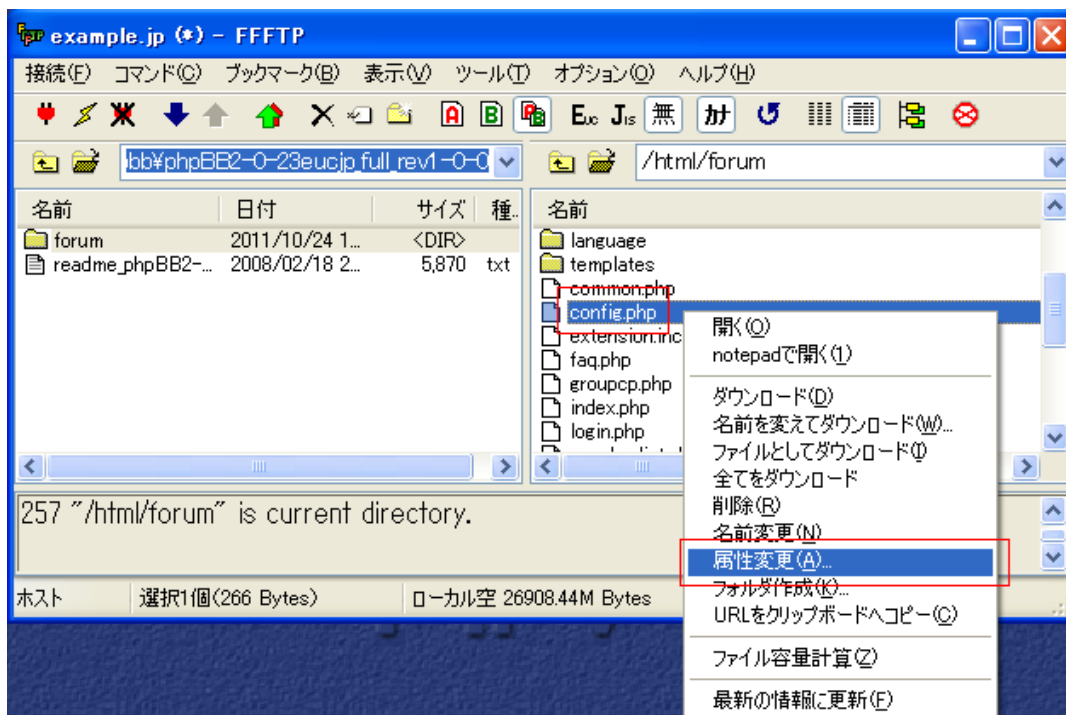 example.jp (*) - FFFTP
接続(F) コマンド(C) ブックマーク(B) 表示(V) ツール(T) オプション(O) ヘルプ(H)
A B Euc Jis 無 カナ
bb¥phpBB2-0-23eucjp_full_rev1-0-0 /html/forum
名前 日付 サイズ 種.. 名前
forum 2011/10/24 1... <DIR>
readme_phpBB2-... 2008/02/18 2... 5,870 txt
language
templates
common.php
config.php
extension.inc
faq.php
groupcp.php
index.php
login.php
開く(O)
notepadで開く(1)
ダウンロード(D)
名前を変えてダウンロード(W)...
ファイルとしてダウンロード(I)
全てをダウンロード
削除(R)
名前変更(N)
属性変更(A)...
フォルダ作成(K)...
URLをクリップボードへコピー(C)
ファイル容量計算(Z)
最新の情報に更新(F)
257 "/html/forum" is current directory.
ホスト 選択1個(266 Bytes) ローカル空 26908.44M Bytes